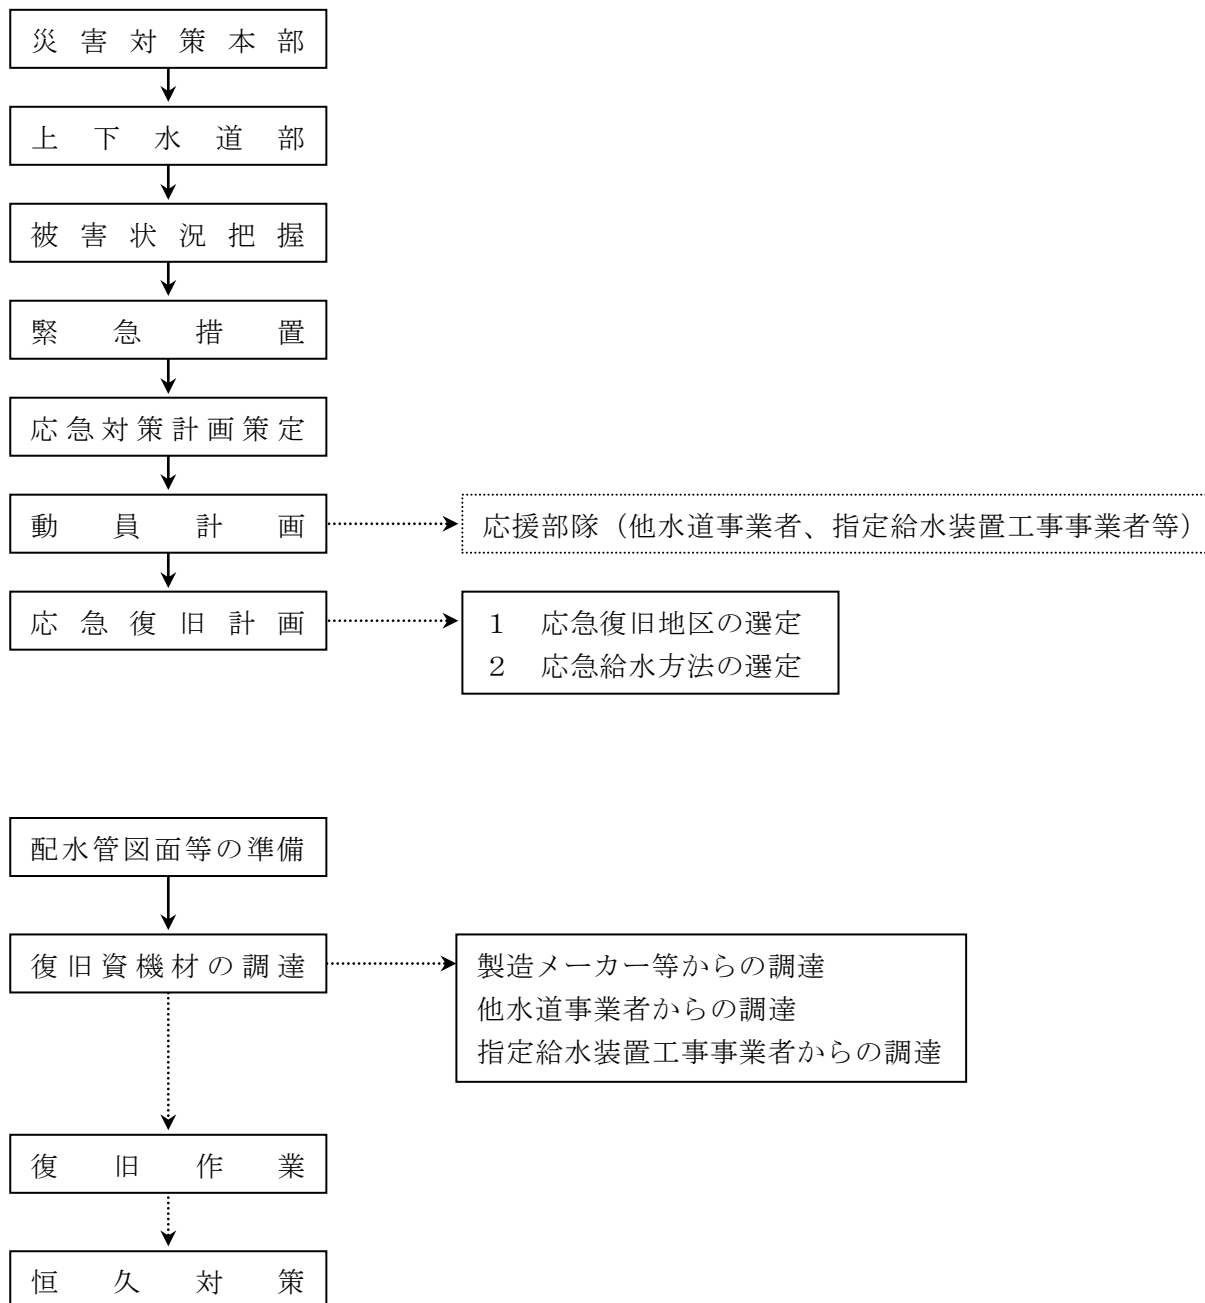 災害対策本部
上下水道部
被害状況把握
緊急措置
応急対策計画策定
動員計画
応援部隊（他水道事業者、指定給水装置工事事業者等）
応急復旧計画
１　応急復旧地区の選定
２　応急給水方法の選定
配水管図面等の準備
復旧資機材の調達
製造メーカー等からの調達
他水道事業者からの調達
指定給水装置工事事業者からの調達
復旧作業
恒久対策